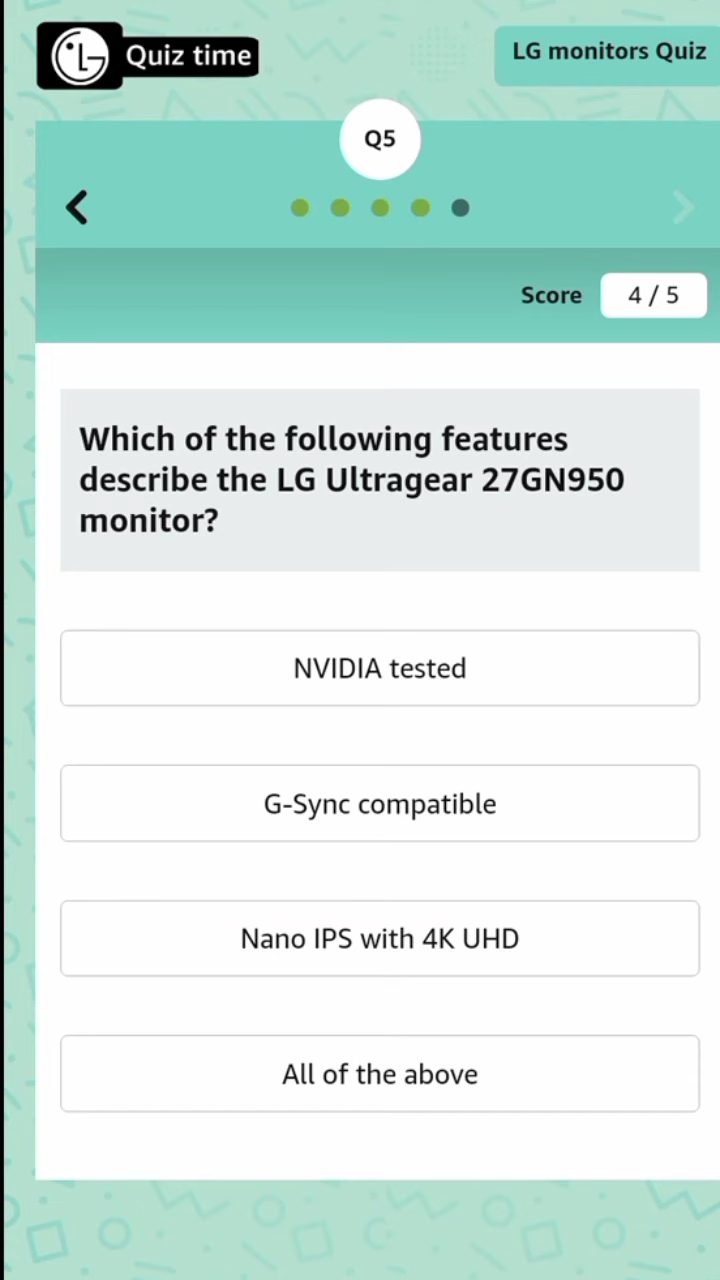 LG Quiz time
LG monitors Quiz
Q5
Score 4 / 5
Which of the following features
describe the LG Ultragear 27GN950
monitor?
NVIDIA tested
G-Sync compatible
Nano IPS with 4K UHD
All of the above